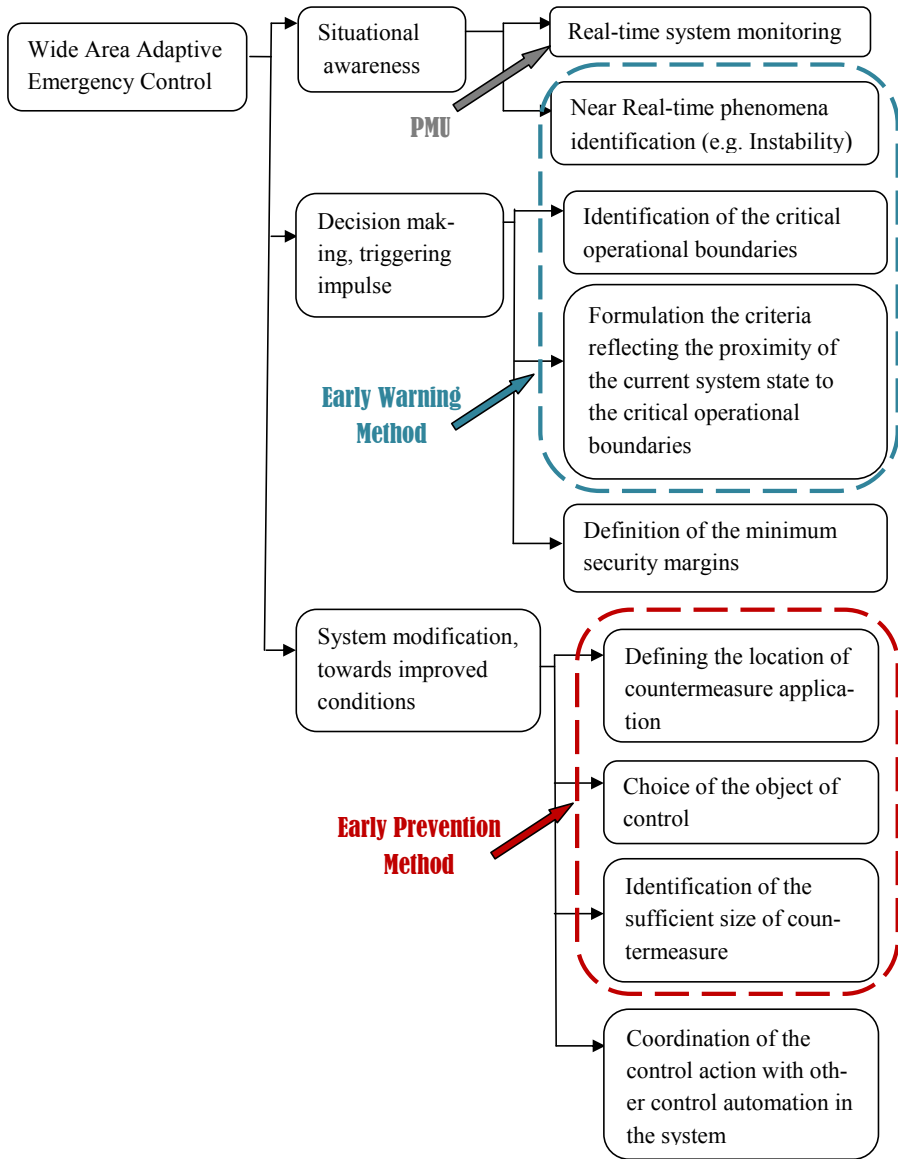 Wide Area Adaptive
Emergency Control
Situational
awareness
Real-time system monitoring
PMU
Near Real-time phenomena
identification (e.g. Instability)
Decision mak-
ing, triggering
impulse
Identification of the critical
operational boundaries
Formulation the criteria
reflecting the proximity of
the current system state to
the critical operational
boundaries
Early Warning
Method
Definition of the minimum
security margins
System modification,
towards improved
conditions
Defining the location of
countermeasure applica-
tion
Choice of the object of
control
Early Prevention
Method
Identification of the
sufficient size of coun-
termeasure
Coordination of the
control action with oth-
er control automation in
the system